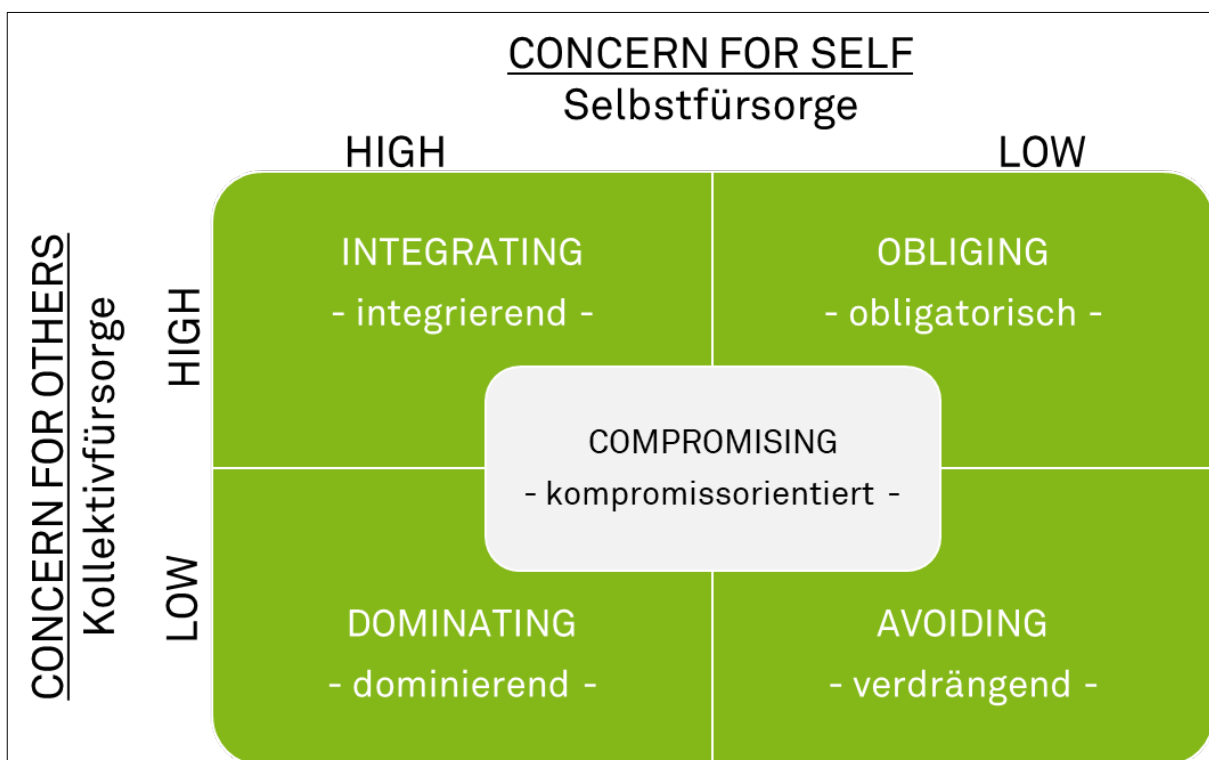 CONCERN FOR SELF
Selbstfürsorge
HIGH
LOW
CONCERN FOR OTHERS
Kollektivfürsorge
HIGH
LOW
INTEGRATING
- integrierend -
OBLIGING
- obligatorisch -
COMPROMISING
- kompromissorientiert -
DOMINATING
- dominierend -
AVOIDING
- verdrängend -